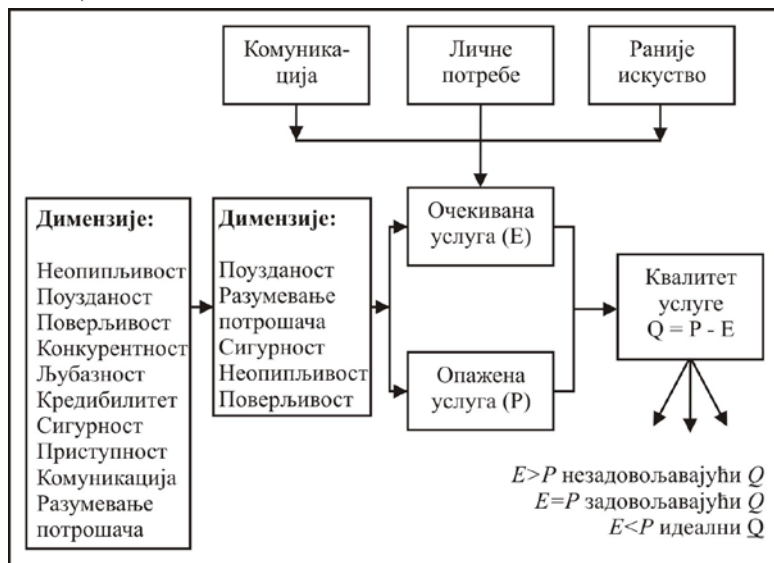 Комуника-
ција
Личне
потребе
Раније
искуство
Димензије:
Неопипљивост
Поузданост
Поверљивост
Конкурентност
Љубазност
Кредибилитет
Сигурност
Приступност
Комуникација
Разумевање
потрошача
Димензије:
Поузданост
Разумевање
потрошача
Сигурност
Неопипљивост
Поверљивост
Очекивана
услуга (Е)
Опажена
услуга (Р)
Квалитет
услуге
Q = P - E
E>P незадовољавајући Q
E=P задовољавајући Q
E<P идеални Q